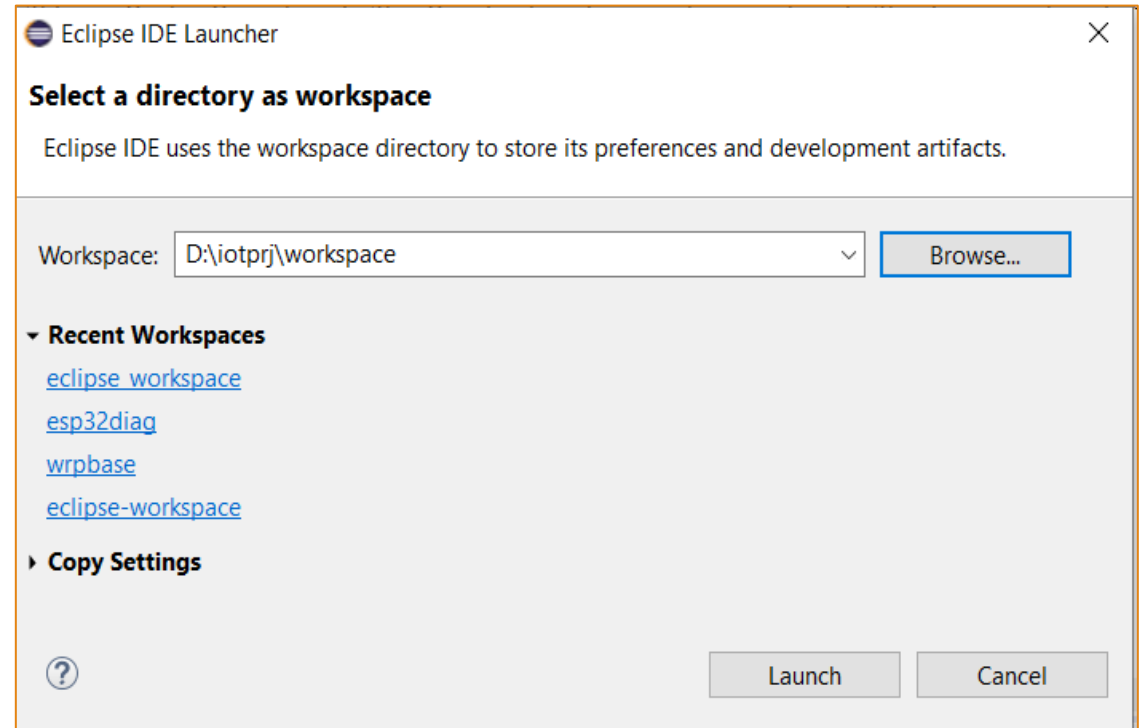 Eclipse IDE Launcher
Select a directory as workspace
Eclipse IDE uses the workspace directory to store its preferences and development artifacts.
Workspace: D:\iotprj\workspace Browse...
Recent Workspaces
eclipse_workspace
esp32diag
wrpbase
eclipse-workspace
Copy Settings
? Launch Cancel